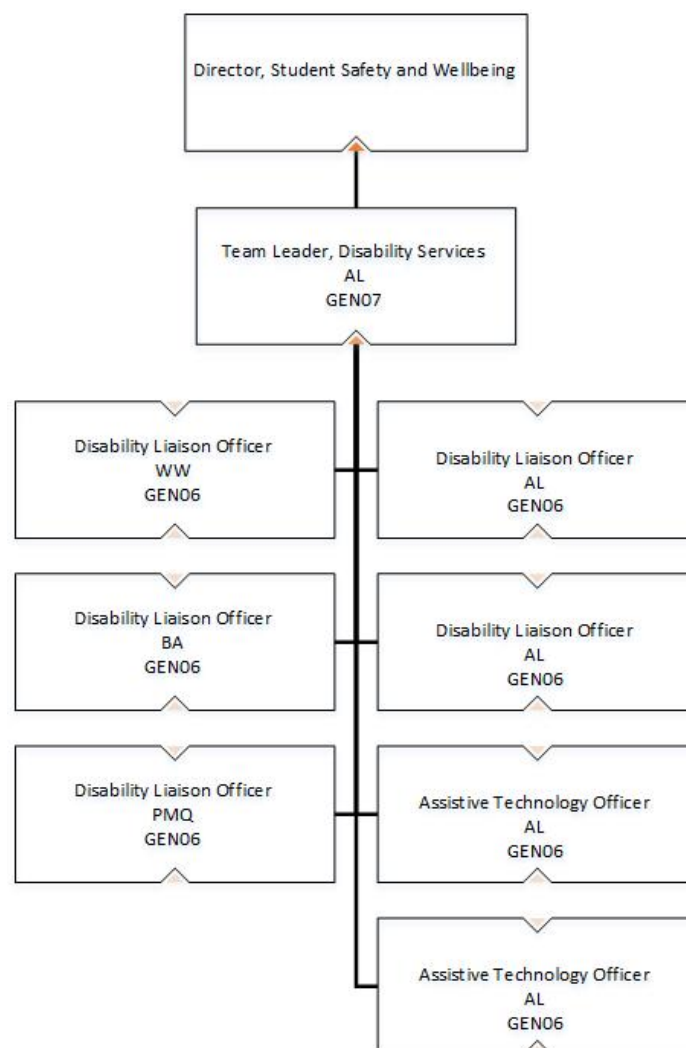 Director, Student Safety and Wellbeing
Team Leader, Disability Services
AL
GEN07
Disability Liaison Officer
WW
GEN06
Disability Liaison Officer
AL
GEN06
Disability Liaison Officer
BA
GEN06
Disability Liaison Officer
AL
GEN06
Disability Liaison Officer
PMQ
GEN06
Assistive Technology Officer
AL
GEN06
Assistive Technology Officer
AL
GEN06